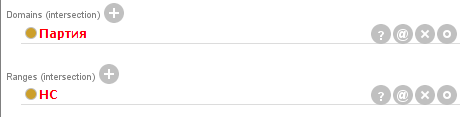 Domains (intersection)
Партия
Ranges (intersection)
НС